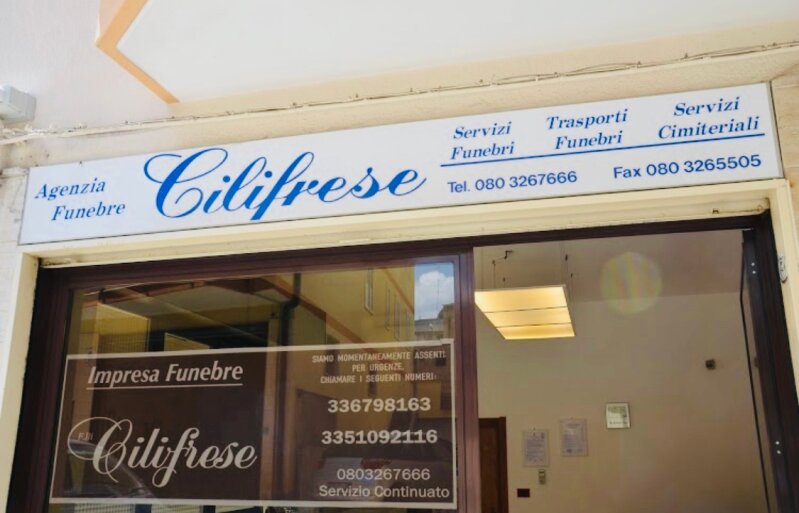 Agenzia
Funebre
Cilifrese
Servizi
Funebri
Trasporti
Funebri
Servizi
Cimiteriali
Tel. 080 3267666
Fax 080 3265505
Impresa Funebre
F.lli
Cilifrese
SIAMO MOMENTANEAMENTE ASSENTI.
PER URGENZE,
CHIAMARE I SEGUENTI NUMERI:
336798163
3351092116
0803267666
Servizio Continuato